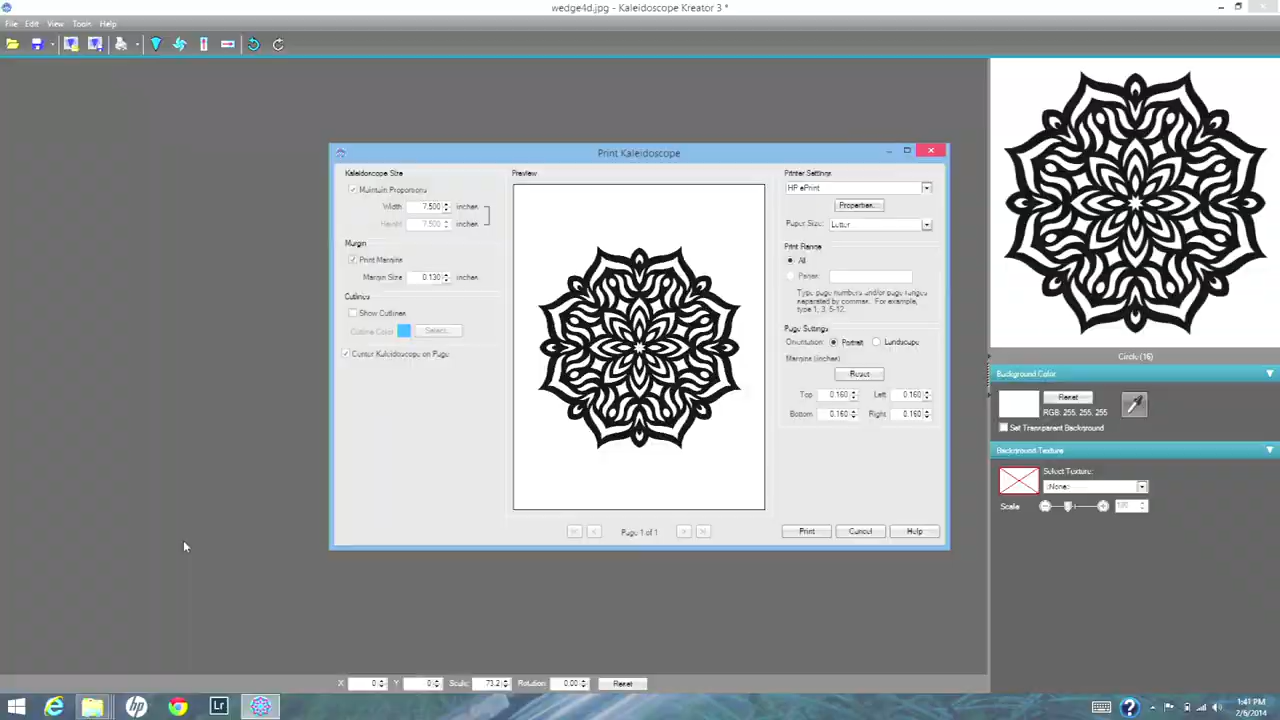 wedge4d.jpg - Kaleidoscope Kreator 3 *
File Edit View Tools Help
Print Kaleidoscope
Kaleidoscope Size
Maintain Proportions
Width 7.500 inches
Height 7.500 inches
Margin
Print Margins
Margin Size 0.130 inches
Cutlines
Show Cutlines
Cutline Color Select...
Center Kaleidoscope on Page
Preview
Page 1 of 1
Printer Settings
HP ePrint
Properties...
Paper Size: Letter
Print Range
All
Pages:
Type page numbers and/or page ranges
separated by commas. For example,
type 1, 3, 5-12.
Page Settings
Orientation: Portrait Landscape
Margins (inches)
Reset
Top 0.160 Left 0.160
Bottom 0.160 Right 0.160
Print Cancel Help
Circle (16)
Background Color
Reset
RGB: 255, 255, 255
Set Transparent Background
Background Texture
Select Texture:
:None:
Scale
X 0 Y 0 Scale: 73.2 Rotation: 0.00 Reset
hp
Lr
1:41 PM
2/6/2014